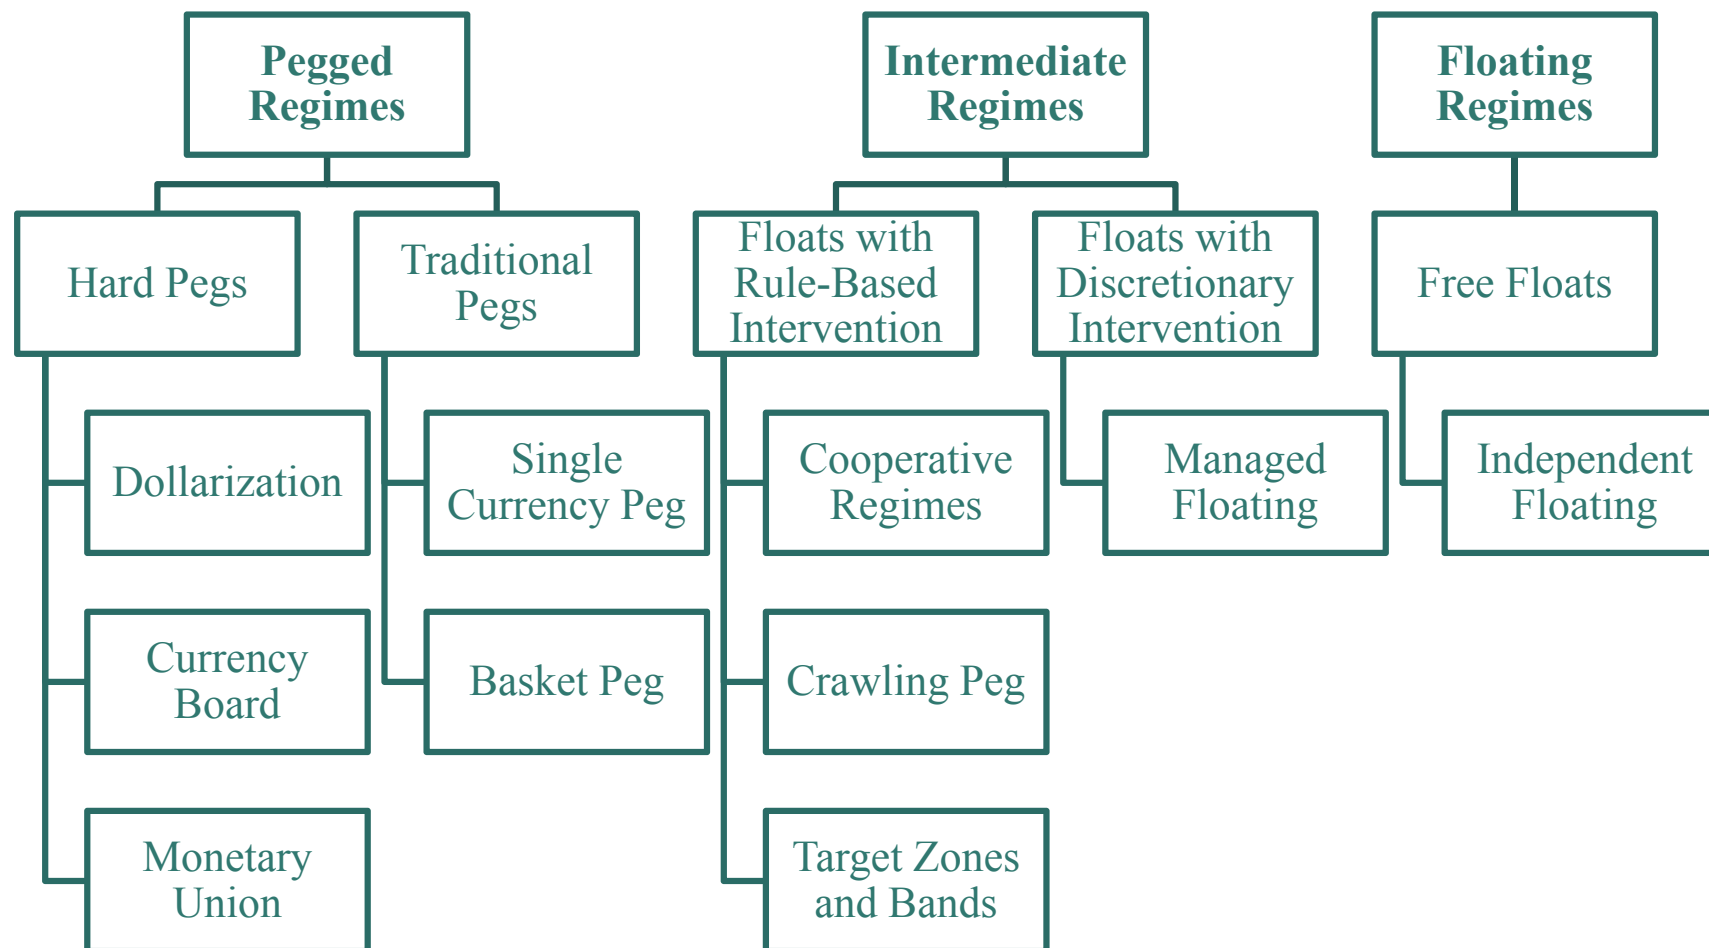 Pegged
Regimes
Intermediate
Regimes
Floating
Regimes
Hard Pegs
Traditional
Pegs
Floats with
Rule-Based
Intervention
Floats with
Discretionary
Intervention
Free Floats
Dollarization
Single
Currency Peg
Cooperative
Regimes
Managed
Floating
Independent
Floating
Currency
Board
Basket Peg
Crawling Peg
Monetary
Union
Target Zones
and Bands